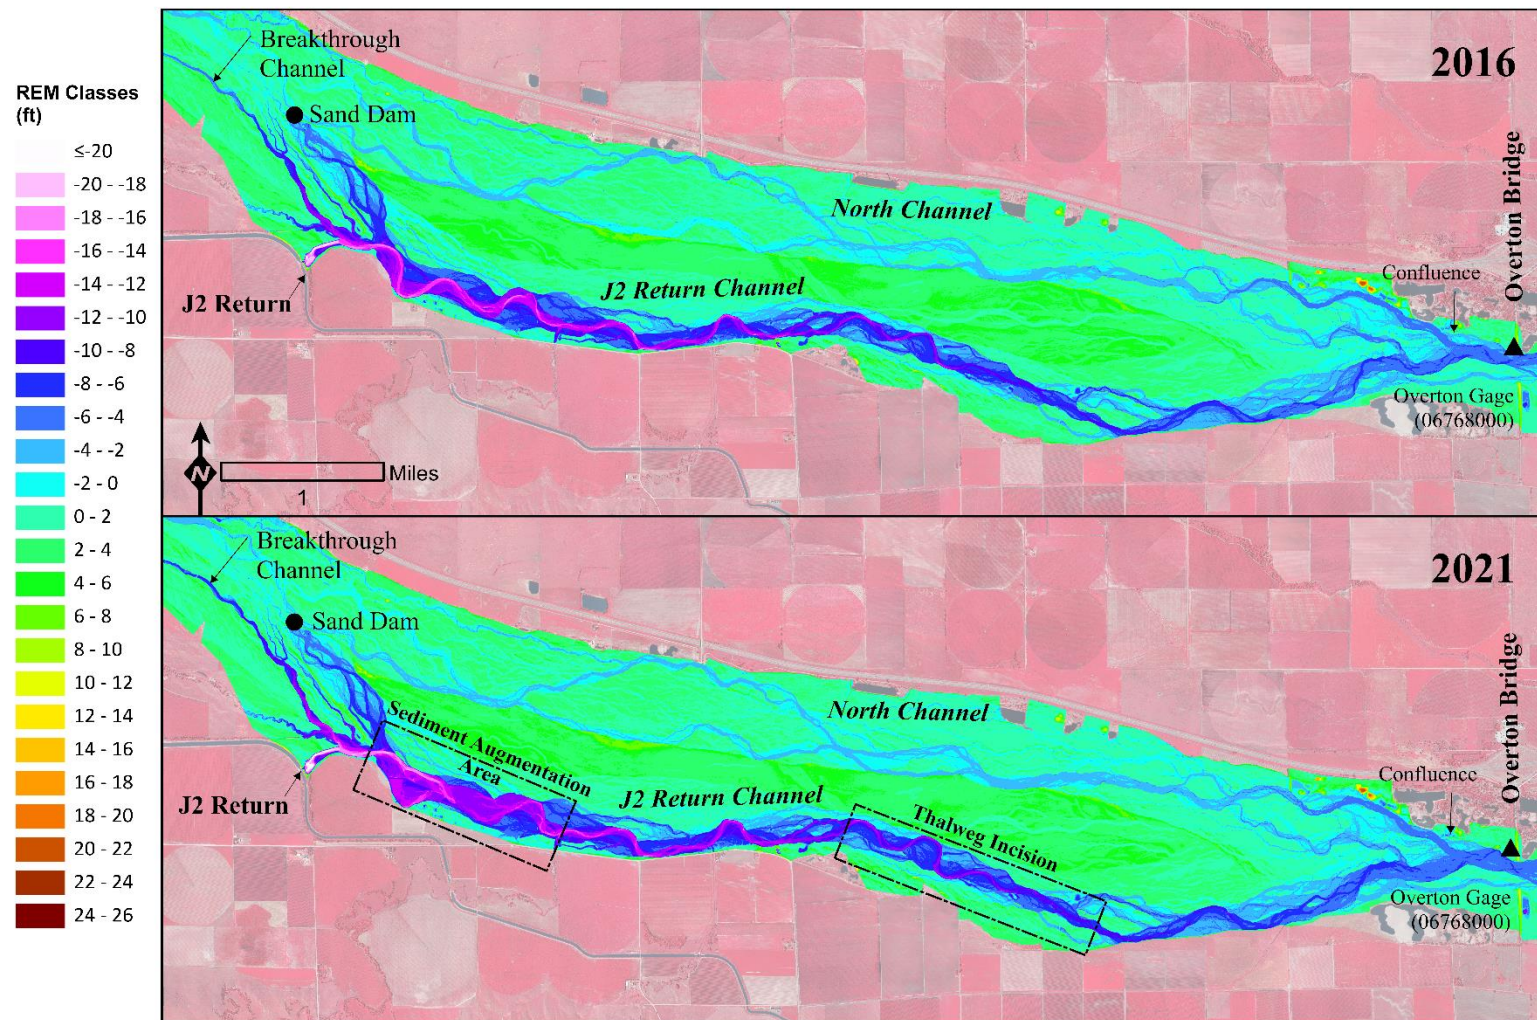 REM Classes
(ft)
≤-20
-20 - -18
-18 - -16
-16 - -14
-14 - -12
-12 - -10
-10 - -8
-8 - -6
-6 - -4
-4 - -2
-2 - 0
0 - 2
2 - 4
4 - 6
6 - 8
8 - 10
10 - 12
12 - 14
14 - 16
16 - 18
18 - 20
20 - 22
22 - 24
24 - 26
Breakthrough
Channel
2016
Sand Dam
North Channel
Overton Bridge
Confluence
J2 Return Channel
J2 Return
Overton Gage
(06768000)
N
Miles
1
Breakthrough
Channel
2021
Sand Dam
North Channel
Overton Bridge
Sediment Augmentation
Area
Confluence
J2 Return Channel
J2 Return
Thalweg Incision
Overton Gage
(06768000)